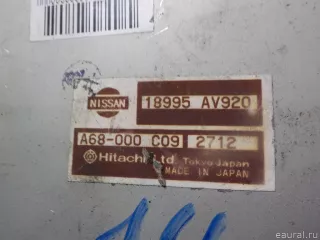 NISSAN 18995 AV920
A68-000 C09 2712
Hitachi, Ltd. Tokyo Japan
MADE IN JAPAN
eaural.ru